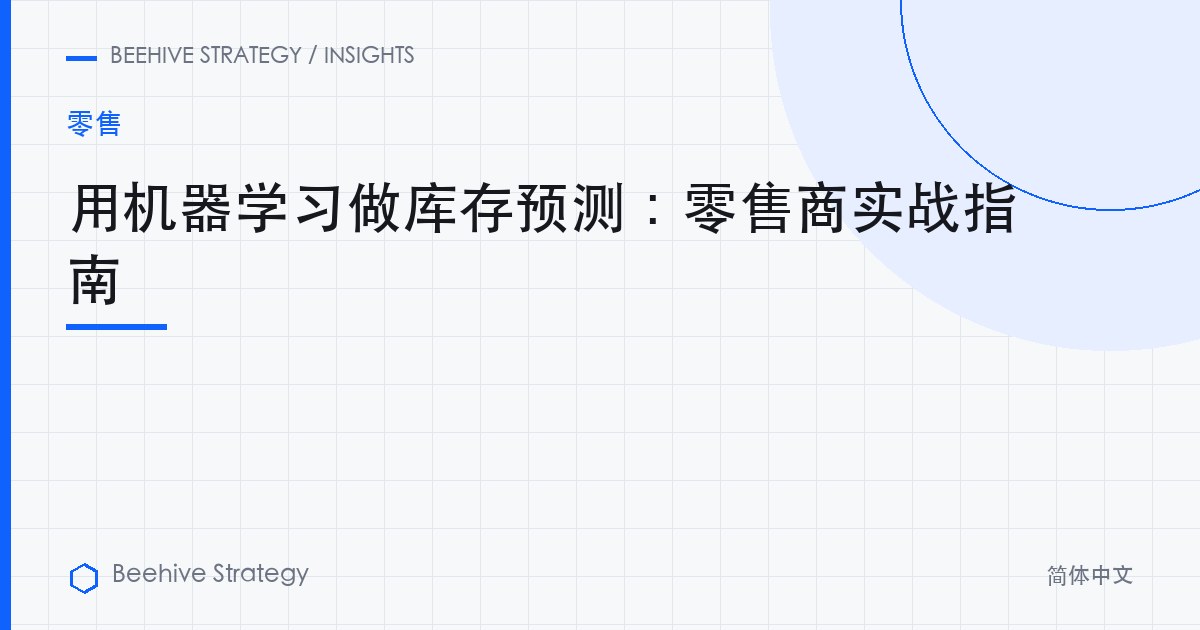 BEEHIVE STRATEGY / INSIGHTS
零售
用机器学习做库存预测：零售商实战指
南
Beehive Strategy
简体中文